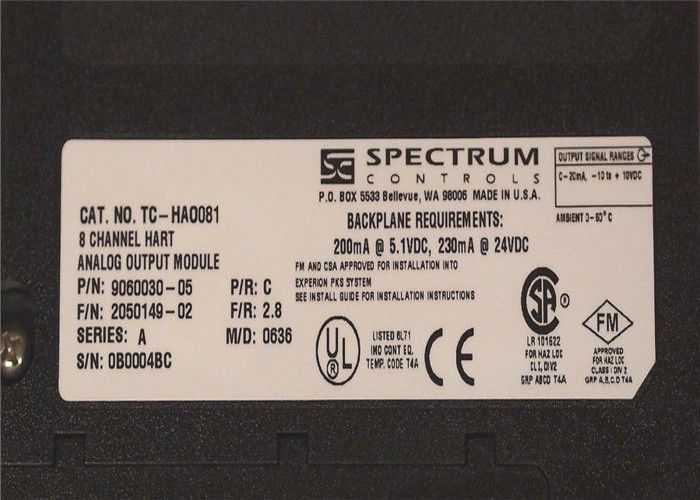 SC SPECTRUM
CONTROLS
P.O. BOX 5533 Bellevue, WA 98006 MADE IN U.S.A.
OUTPUT SIGNAL RANGES
0-20mA, -10 to + 10VDC
AMBIENT 0-60°C
CAT. NO. TC-HAO081
8 CHANNEL HART
ANALOG OUTPUT MODULE
P/N: 9060030-05 P/R: C
F/N: 2050149-02 F/R: 2.8
SERIES: A M/D: 0636
S/N: 0B0004BC
BACKPLANE REQUIREMENTS:
200mA @ 5.1VDC, 230mA @ 24VDC
FM AND CSA APPROVED FOR INSTALLATION INTO
EXPERION PKS SYSTEM
SEE INSTALL GUIDE FOR INSTALLATION INSTRUCTIONS
UL ®
LISTED 6L71
IND CONT EQ.
TEMP. CODE T4A
CE
SA ®
LR 101622
FOR HAZ LOC
CL I, DIV2
GRP ABCD T4A
FM
APPROVED
FOR HAZ LOC
CLASS I DIV 2
GRP A,B,C,D T4A